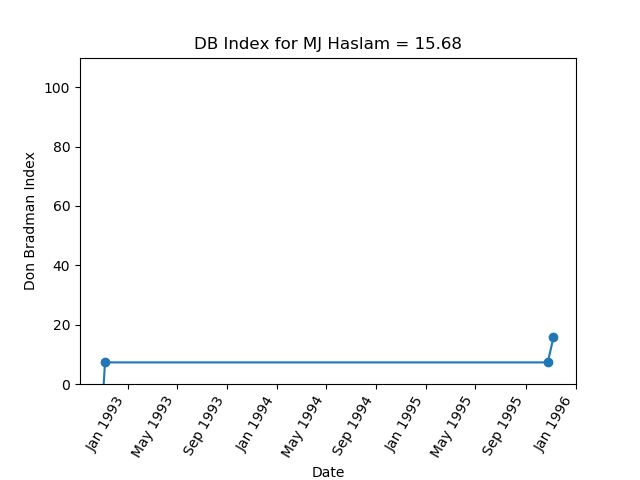 DB Index for MJ Haslam = 15.68
100
80
60
40
20
0
Don Bradman Index
Jan 1993
May 1993
Sep 1993
Jan 1994
May 1994
Sep 1994
Jan 1995
May 1995
Sep 1995
Jan 1996
Date